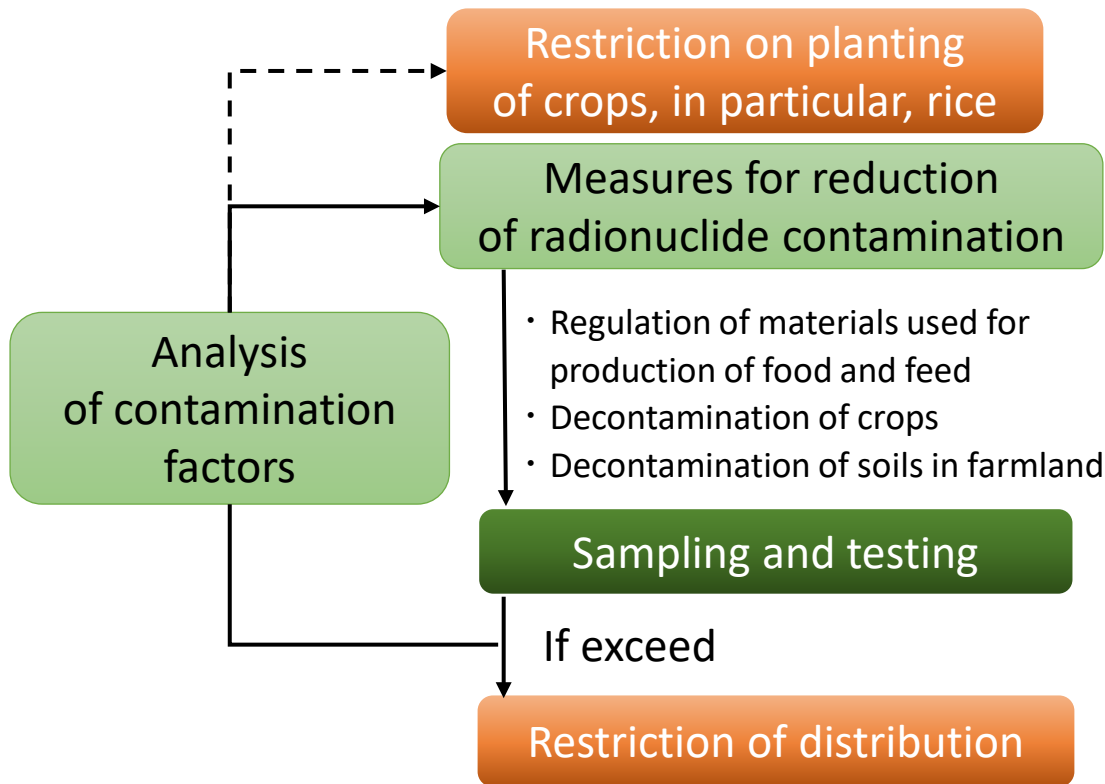 Restriction on planting
of crops, in particular, rice
Measures for reduction
of radionuclide contamination
Analysis
of contamination
factors
・Regulation of materials used for
production of food and feed
・Decontamination of crops
・Decontamination of soils in farmland
Sampling and testing
If exceed
Restriction of distribution